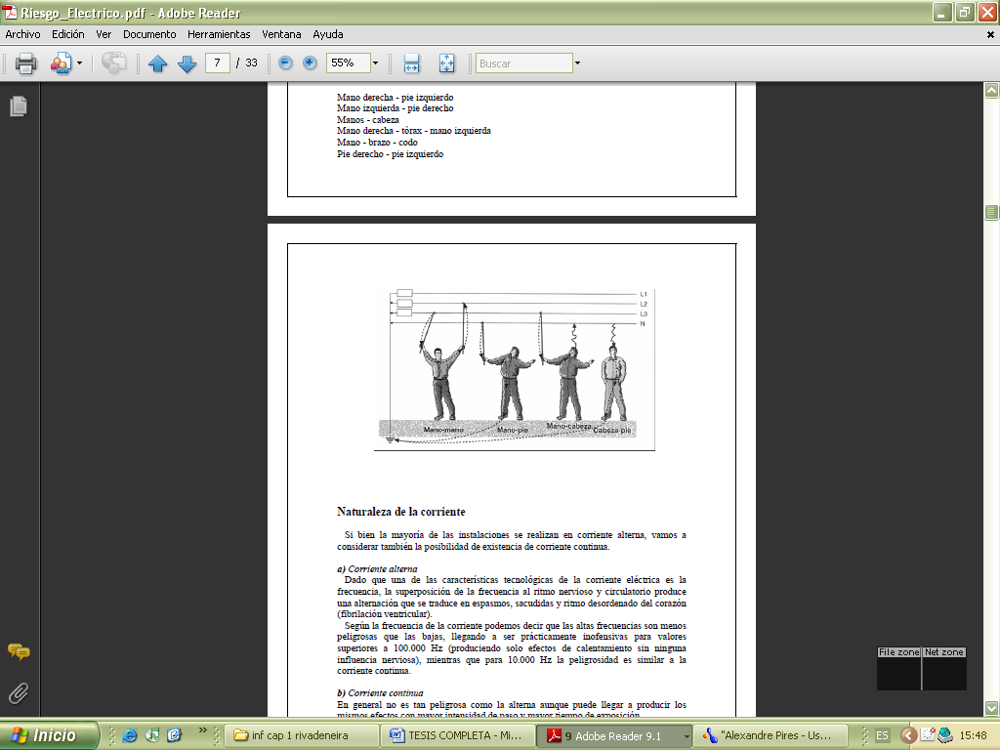 Riesgo_Electrico.pdf - Adobe Reader
Archivo Edición Ver Documento Herramientas Ventana Ayuda
7 / 33 55% Buscar
Mano derecha - pie izquierdo
Mano izquierda - pie derecho
Manos - cabeza
Mano derecha - tórax - mano izquierda
Mano - brazo - codo
Pie derecho - pie izquierdo
L1
L2
L3
N
Mano-mano Mano-pie Mano-cabeza Cabeza-pie
Naturaleza de la corriente
Si bien la mayoría de las instalaciones se realizan en corriente alterna, vamos a
considerar también la posibilidad de existencia de corriente continua.
a) Corriente alterna
Dado que una de las características tecnológicas de la corriente eléctrica es la
frecuencia, la superposición de la frecuencia al ritmo nervioso y circulatorio produce
una alternación que se traduce en espasmos, sacudidas y ritmo desordenado del corazón
(fibrilación ventricular).
Según la frecuencia de la corriente podemos decir que las altas frecuencias son menos
peligrosas que las bajas, llegando a ser prácticamente inofensivas para valores
superiores a 100.000 Hz (produciendo solo efectos de calentamiento sin ninguna
influencia nerviosa), mientras que para 10.000 Hz la peligrosidad es similar a la
corriente continua.
b) Corriente continua
En general no es tan peligrosa como la alterna aunque puede llegar a producir los
mismos efectos con mayor intensidad de paso y mayor tiempo de exposición.
File zone Net zone
Inicio » inf cap 1 rivadeneira TESIS COMPLETA - Mi... 9 Adobe Reader 9.1 "Alexandre Pires - Us... ES 15:48